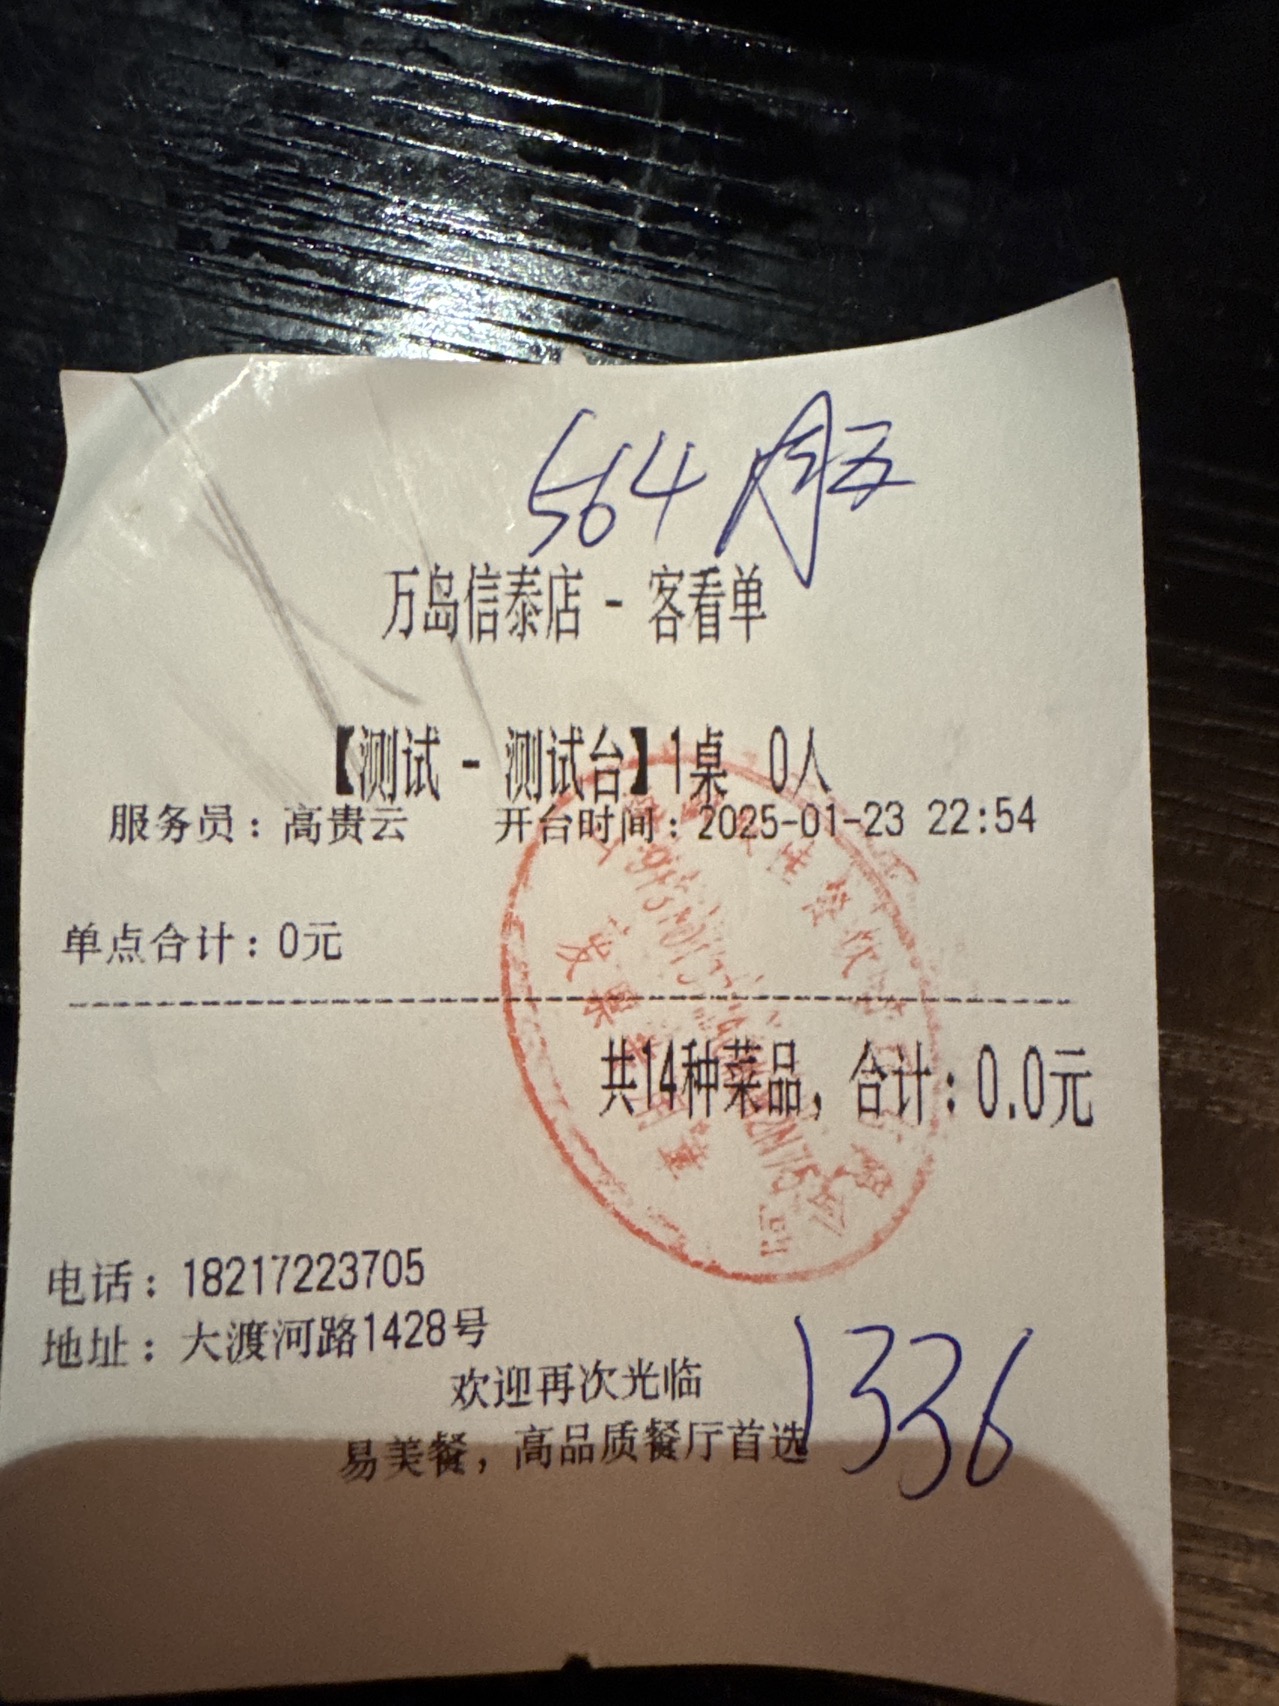 564
万岛信泰店 - 客看单
【测试 - 测试台】1桌 0人
服务员：高贵云 开台时间：2025-01-23 22:54
单点合计：0元
共14种菜品，合计：0.0元
电话：18217223705
地址：大渡河路1428号
欢迎再次光临
易美餐，高品质餐厅首选
1336